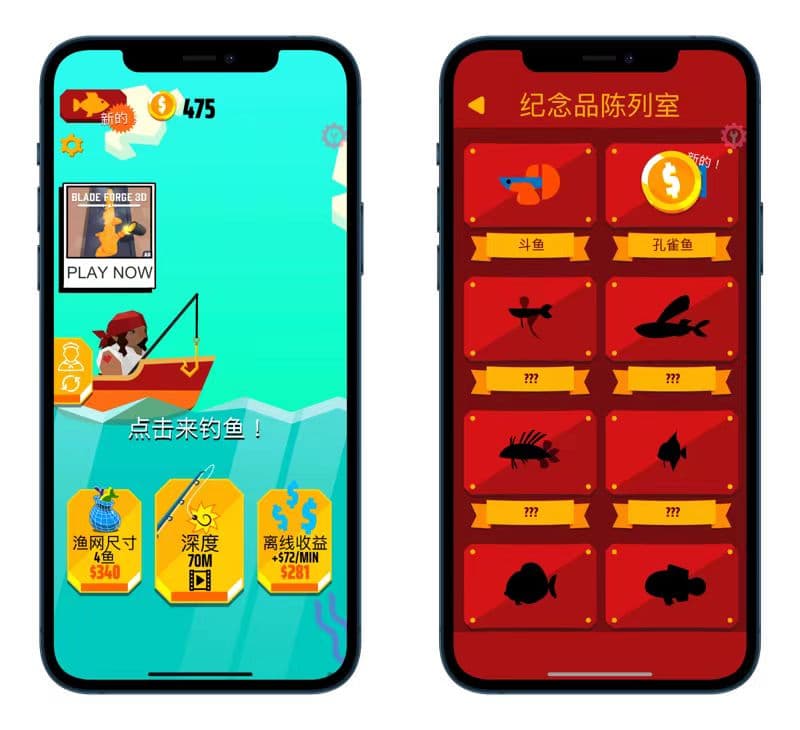 新的！
475
BLADE FORGE 3D
PLAY NOW
点击来钓鱼！
渔网尺寸
4鱼
$340
深度
70M
离线收益
+$72/MIN
$281
纪念品陈列室
新的！
斗鱼
孔雀鱼
???
???
???
???